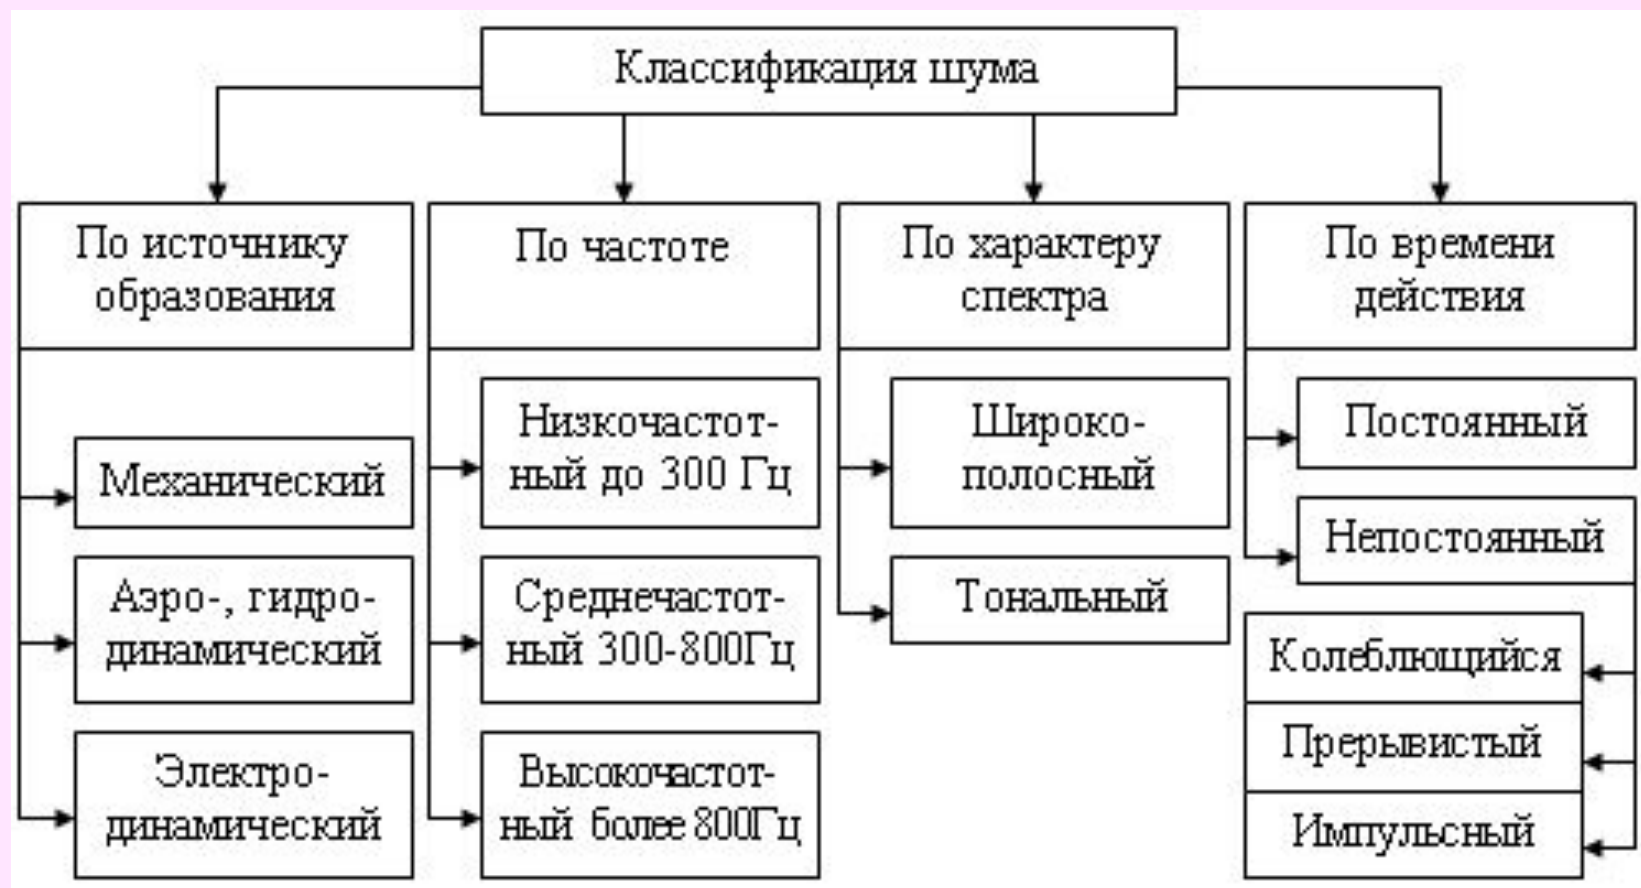 Классификация шума
По источнику
образования
Механический
Аэро-, гидро-
динамический
Электро-
динамический
По частоте
Низкочастот-
ный до 300 Гц
Среднечастот-
ный 300-800Гц
Высокочастот-
ный более 800Гц
По характеру
спектра
Широко-
полосный
Тональный
По времени
действия
Постоянный
Непостоянный
Колеблющийся
Прерывистый
Импульсный